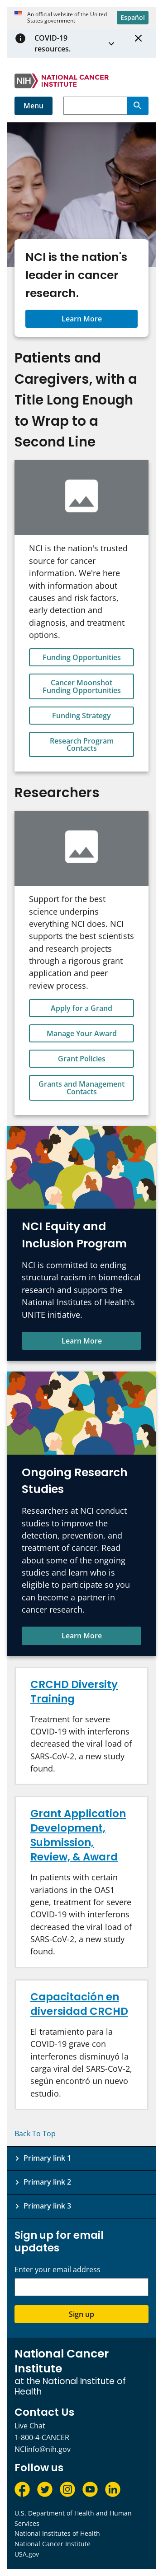 An official website of the United
States government
Español
COVID-19
resources.
NIH NATIONAL CANCER
INSTITUTE
Menu
NCI is the nation's
leader in cancer
research.
Learn More
Patients and
Caregivers, with a
Title Long Enough
to Wrap to a
Second Line
NCI is the nation's trusted
source for cancer
information. We're here
with information about
causes and risk factors,
early detection and
diagnosis, and treatment
options.
Funding Opportunities
Cancer Moonshot
Funding Opportunities
Funding Strategy
Research Program
Contacts
Researchers
Support for the best
science underpins
everything NCI does. NCI
supports the best scientists
and research projects
through a rigorous grant
application and peer
review process.
Apply for a Grand
Manage Your Award
Grant Policies
Grants and Management
Contacts
NCI Equity and
Inclusion Program
NCI is committed to ending
structural racism in biomedical
research and supports the
National Institutes of Health's
UNITE initiative.
Learn More
Ongoing Research
Studies
Researchers at NCI conduct
studies to improve the
detection, prevention, and
treatment of cancer. Read
about some of the ongoing
studies and learn who is
eligible to participate so you
can become a partner in
cancer research.
Learn More
CRCHD Diversity
Training
Treatment for severe
COVID-19 with interferons
decreased the viral load of
SARS-CoV-2, a new study
found.
Grant Application
Development,
Submission,
Review, & Award
In patients with certain
variations in the OAS1
gene, treatment for severe
COVID-19 with interferons
decreased the viral load of
SARS-CoV-2, a new study
found.
Capacitación en
diversidad CRCHD
El tratamiento para la
COVID-19 grave con
interferones disminuyó la
carga viral del SARS-CoV-2,
según encontró un nuevo
estudio.
Back To Top
Primary link 1
Primary link 2
Primary link 3
Sign up for email
updates
Enter your email address
Sign up
National Cancer
Institute
at the National Institute of
Health
Contact Us
Live Chat
1-800-4-CANCER
NCIinfo@nih.gov
Follow us
U.S. Department of Health and Human
Services
National Institutes of Health
National Cancer Institute
USA.gov